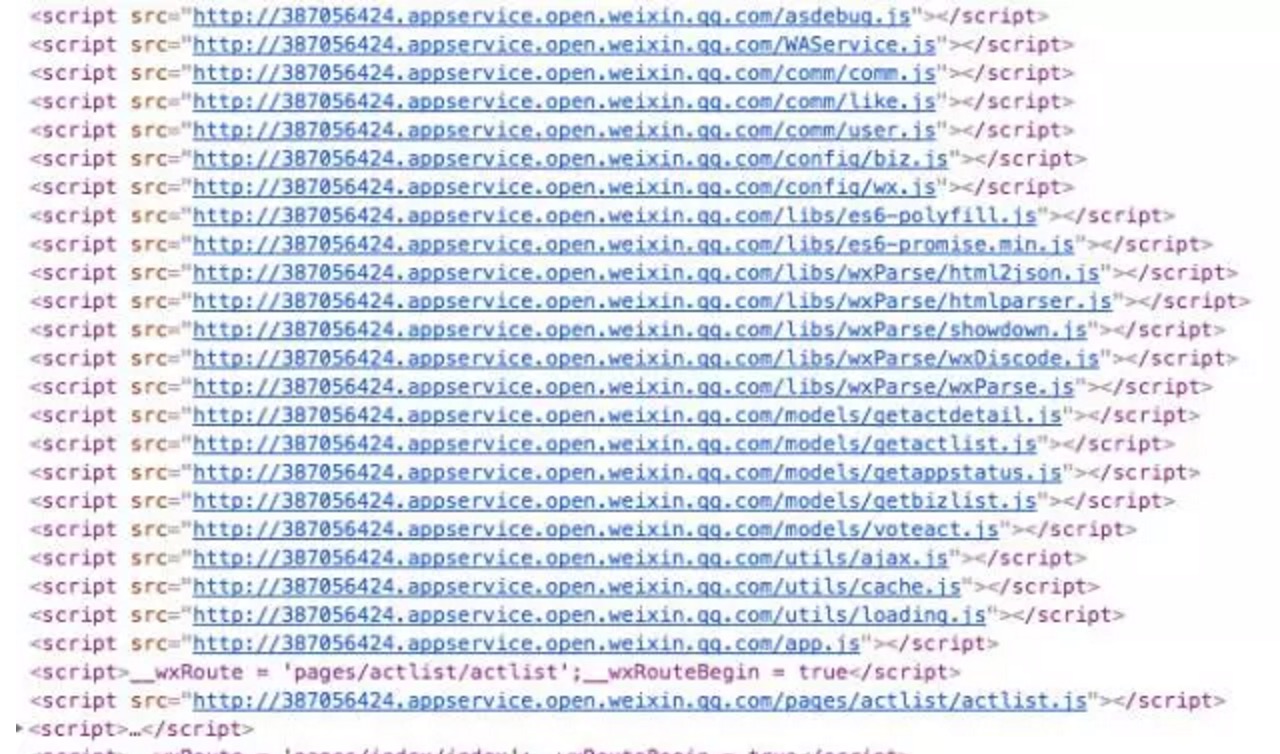 <script src="http://387056424.appservice.open.weixin.qq.com/asdebug.js"></script>
<script src="http://387056424.appservice.open.weixin.qq.com/WAService.js"></script>
<script src="http://387056424.appservice.open.weixin.qq.com/comm/comm.js"></script>
<script src="http://387056424.appservice.open.weixin.qq.com/comm/like.js"></script>
<script src="http://387056424.appservice.open.weixin.qq.com/comm/user.js"></script>
<script src="http://387056424.appservice.open.weixin.qq.com/config/biz.js"></script>
<script src="http://387056424.appservice.open.weixin.qq.com/config/wx.js"></script>
<script src="http://387056424.appservice.open.weixin.qq.com/libs/es6-polyfill.js"></script>
<script src="http://387056424.appservice.open.weixin.qq.com/libs/es6-promise.min.js"></script>
<script src="http://387056424.appservice.open.weixin.qq.com/libs/wxParse/html2json.js"></script>
<script src="http://387056424.appservice.open.weixin.qq.com/libs/wxParse/htmlparser.js"></script>
<script src="http://387056424.appservice.open.weixin.qq.com/libs/wxParse/showdown.js"></script>
<script src="http://387056424.appservice.open.weixin.qq.com/libs/wxParse/wxDiscode.js"></script>
<script src="http://387056424.appservice.open.weixin.qq.com/libs/wxParse/wxParse.js"></script>
<script src="http://387056424.appservice.open.weixin.qq.com/models/getactdetail.js"></script>
<script src="http://387056424.appservice.open.weixin.qq.com/models/getactlist.js"></script>
<script src="http://387056424.appservice.open.weixin.qq.com/models/getappstatus.js"></script>
<script src="http://387056424.appservice.open.weixin.qq.com/models/getbizlist.js"></script>
<script src="http://387056424.appservice.open.weixin.qq.com/models/voteact.js"></script>
<script src="http://387056424.appservice.open.weixin.qq.com/utils/ajax.js"></script>
<script src="http://387056424.appservice.open.weixin.qq.com/utils/cache.js"></script>
<script src="http://387056424.appservice.open.weixin.qq.com/utils/loading.js"></script>
<script src="http://387056424.appservice.open.weixin.qq.com/app.js"></script>
<script>__wxRoute = 'pages/actlist/actlist';__wxRouteBegin = true</script>
<script src="http://387056424.appservice.open.weixin.qq.com/pages/actlist/actlist.js"></script>
<script>…</script>
<script>__wxRoute = 'pages/index/index';__wxRouteBegin = true</script>